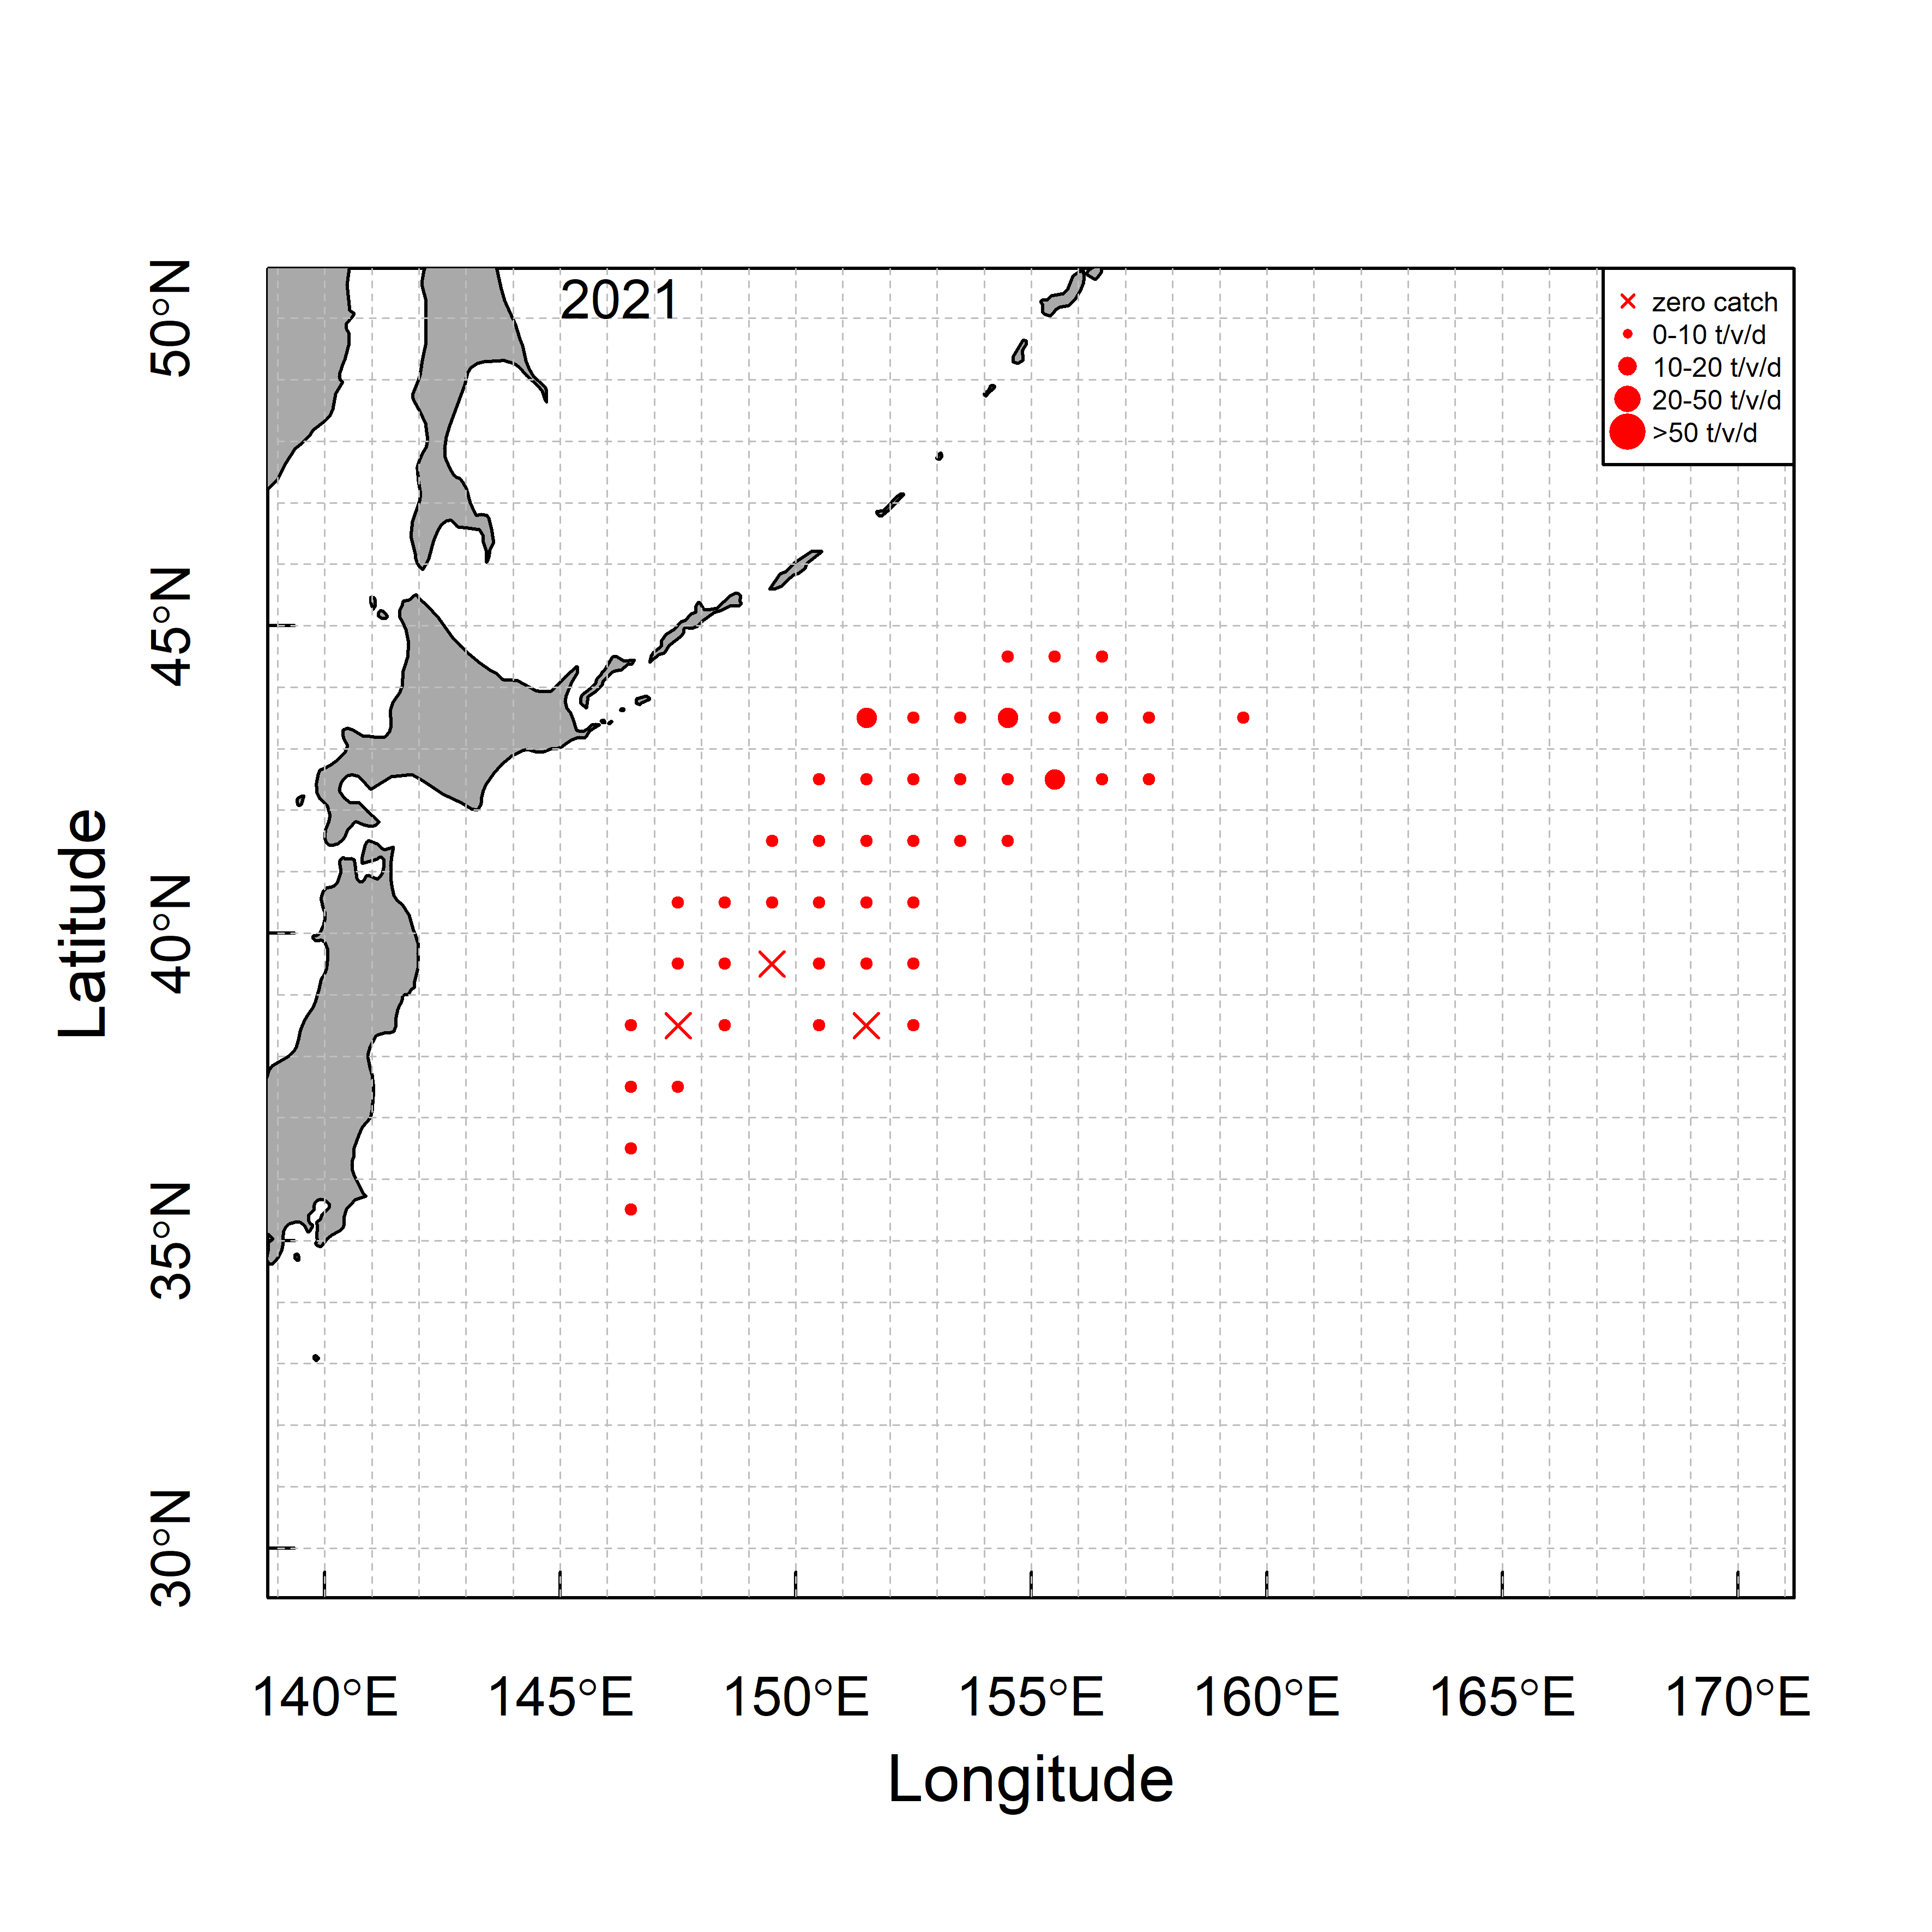 2021
zero catch
0-10 t/v/d
10-20 t/v/d
20-50 t/v/d
>50 t/v/d
50°N
45°N
40°N
35°N
30°N
Latitude
140°E
145°E
150°E
155°E
160°E
165°E
170°E
Longitude